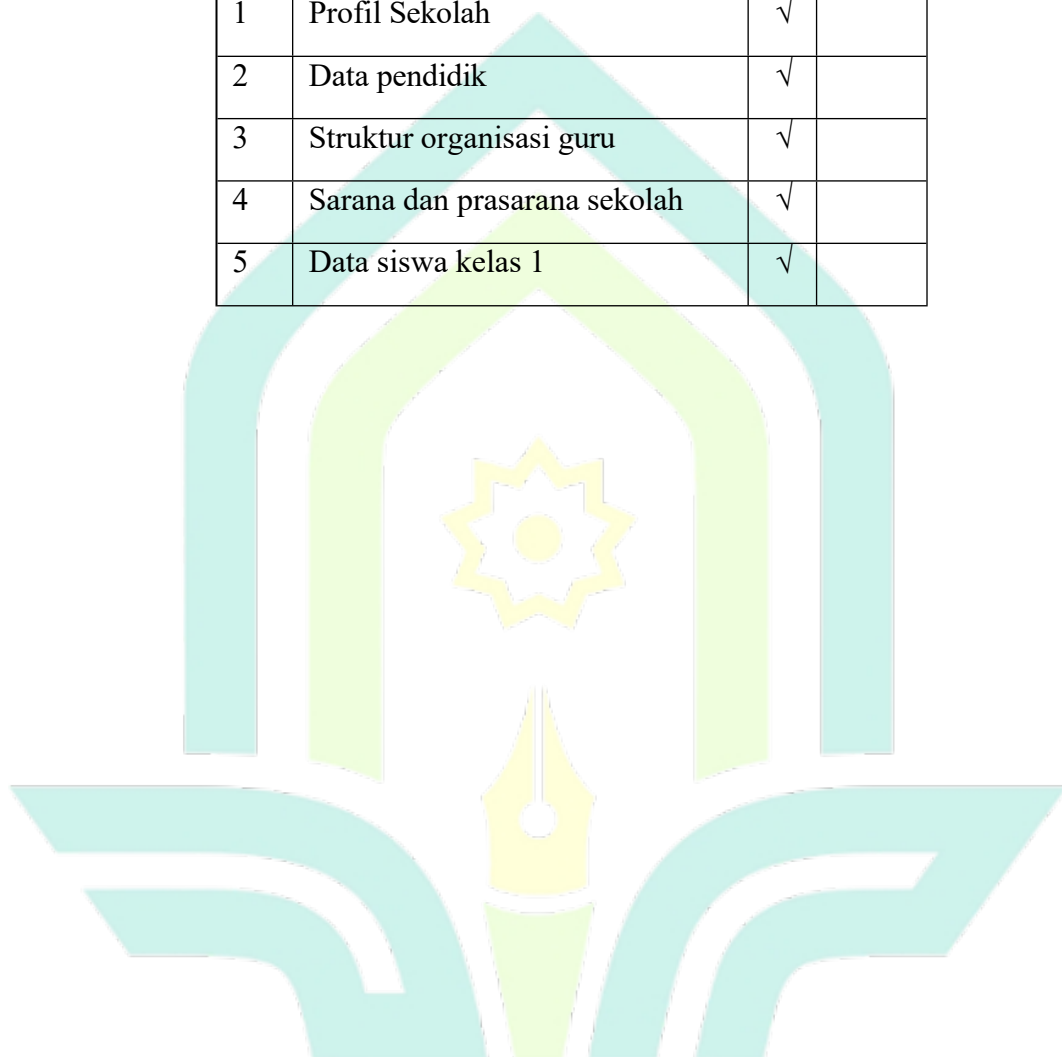 1 Profil Sekolah √
2 Data pendidik √
3 Struktur organisasi guru √
4 Sarana dan prasarana sekolah √
5 Data siswa kelas 1 √